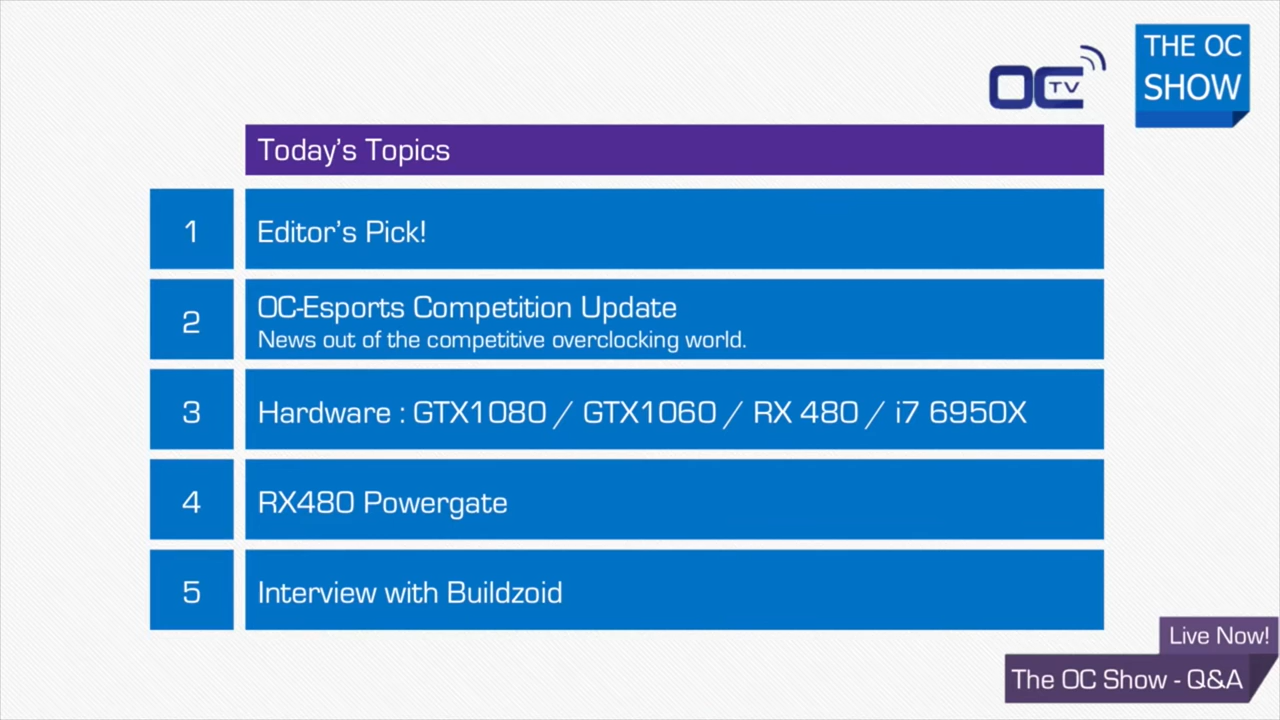 OC TV
THE OC
SHOW
Today's Topics
1
Editor's Pick!
2
OC-Esports Competition Update
News out of the competitive overclocking world.
3
Hardware : GTX1080 / GTX1060 / RX 480 / i7 6950X
4
RX480 Powergate
5
Interview with Buildzoid
Live Now!
The OC Show - Q&A